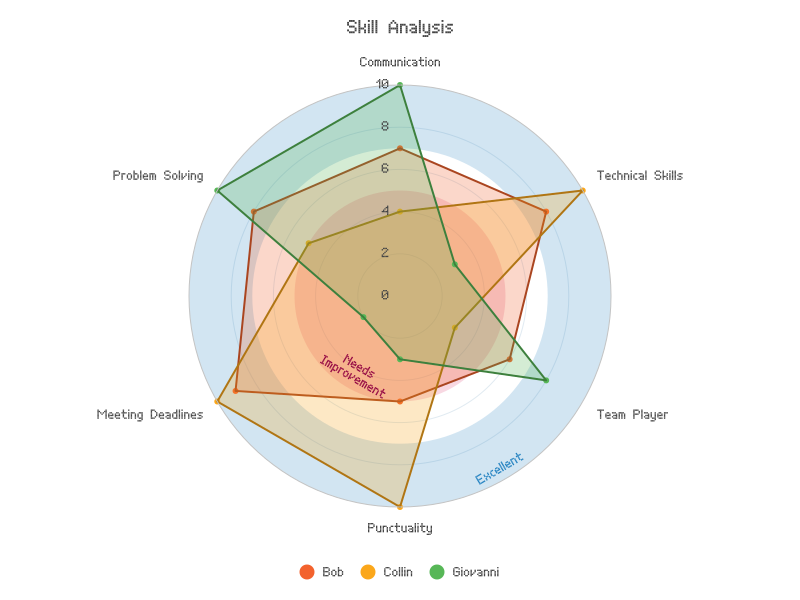 Skill Analysis
Communication
10
8
6
4
2
0
Problem Solving
Technical Skills
Needs
Improvement
Meeting Deadlines
Team Player
Excellent
Punctuality
Bob
Collin
Giovanni